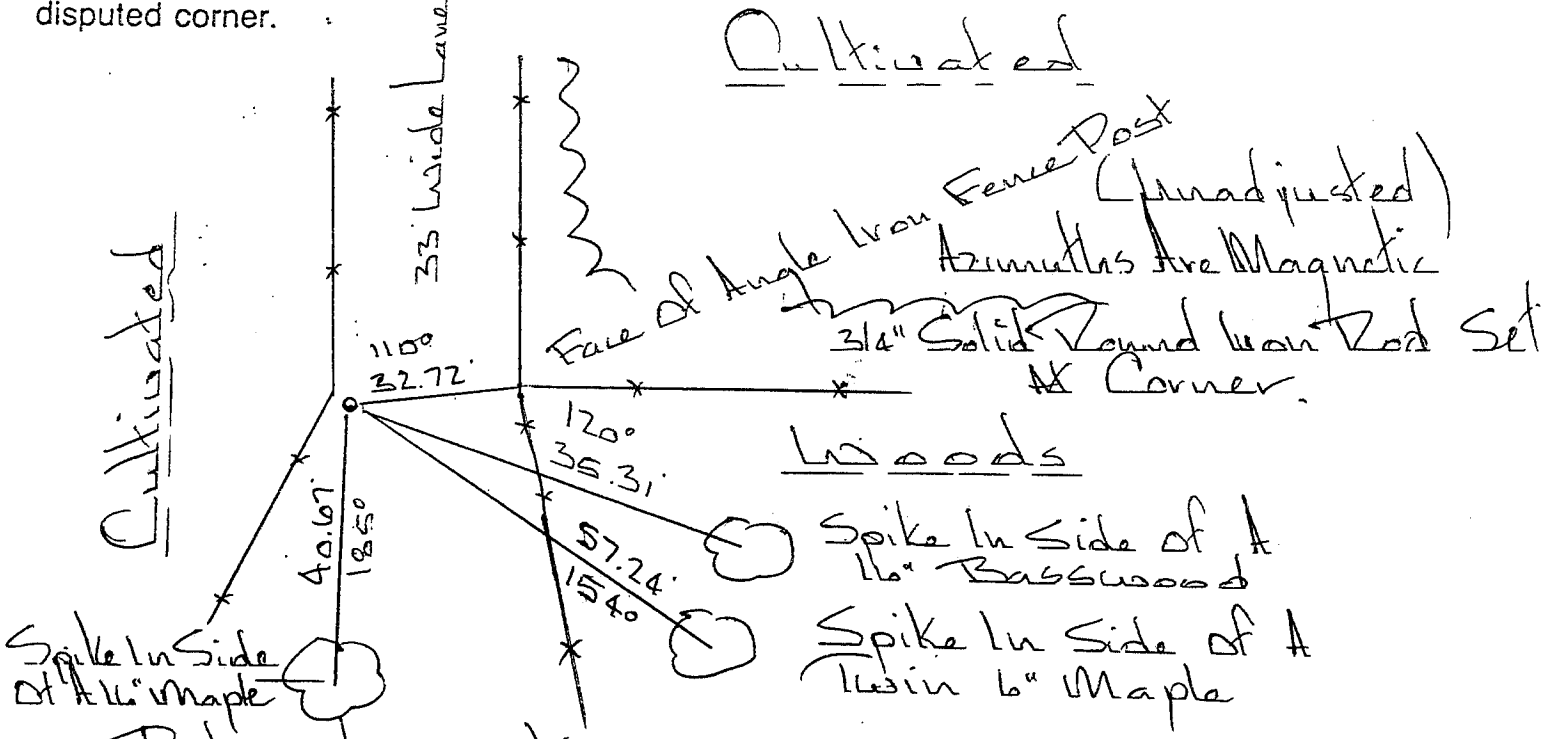 disputed corner.
Cultivated
33' Wide Lane
Face Of Angle Iron Fence Post
(Unadjusted)
Azimuths Are Magnetic
3/4" Solid Round Iron Rod Set
At Corner.
Cultivated
110°
32.72'
120°
35.31'
Woods
40.67'
185°
Spike In Side Of A
16" Basswood
57.24'
154°
Spike In Side Of A
Twin 6" Maple
Spike In Side
Of A 16" Maple